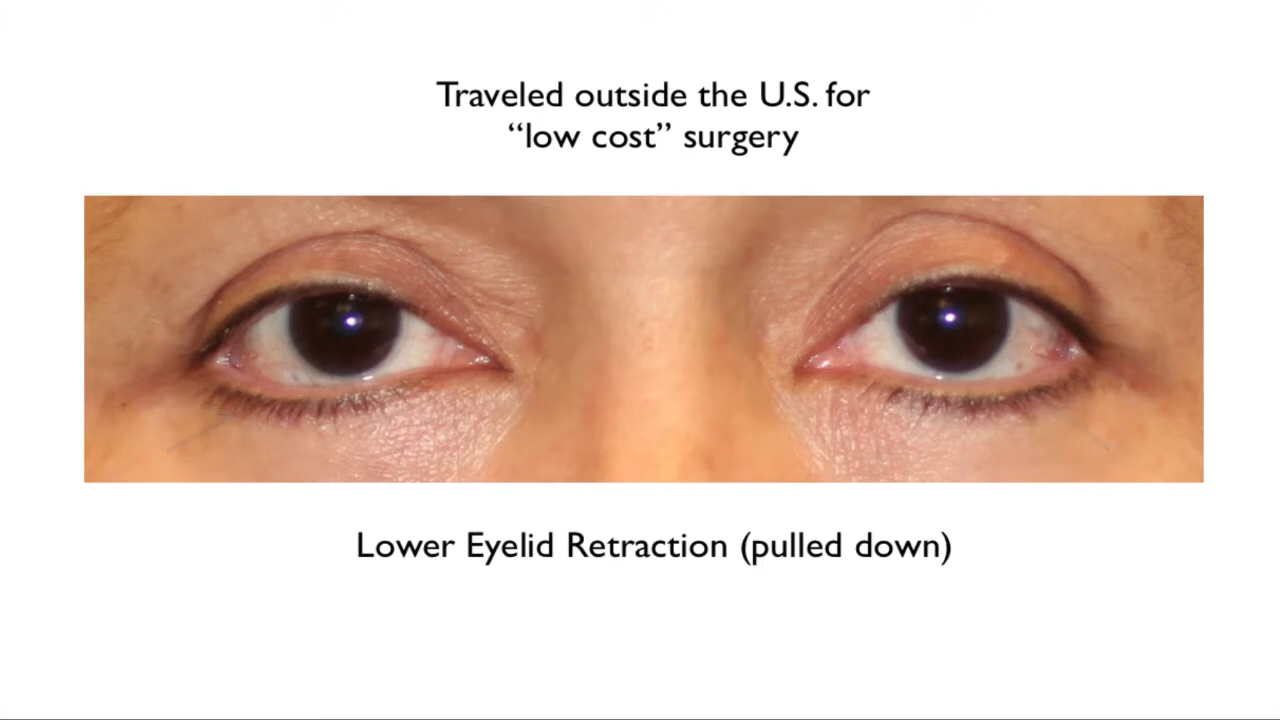 Traveled outside the U.S. for
“low cost” surgery
Lower Eyelid Retraction (pulled down)